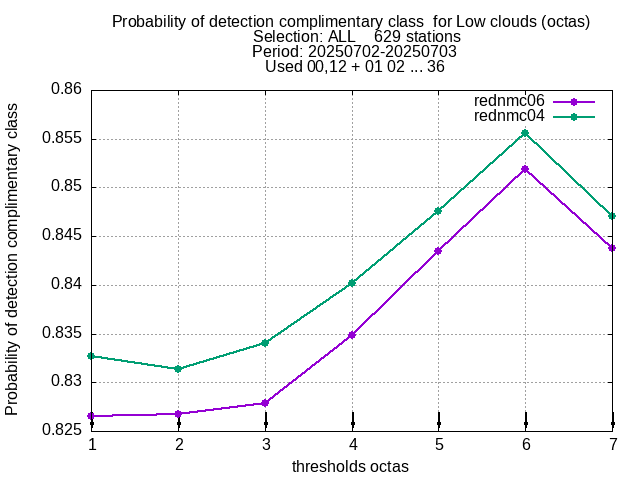 Probability of detection complimentary class  for Low clouds (octas)
Selection: ALL    629 stations
Period: 20250702-20250703
Used 00,12 + 01 02 ... 36
rednmc06
rednmc04
Probability of detection complimentary class
0.86
0.855
0.85
0.845
0.84
0.835
0.83
0.825
1 2 3 4 5 6 7
thresholds octas